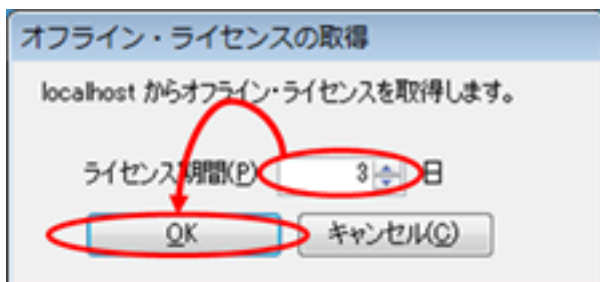 オフライン・ライセンスの取得
localhost からオフライン・ライセンスを取得します。
ライセンス期間(P) 3 日
OK キャンセル(C)